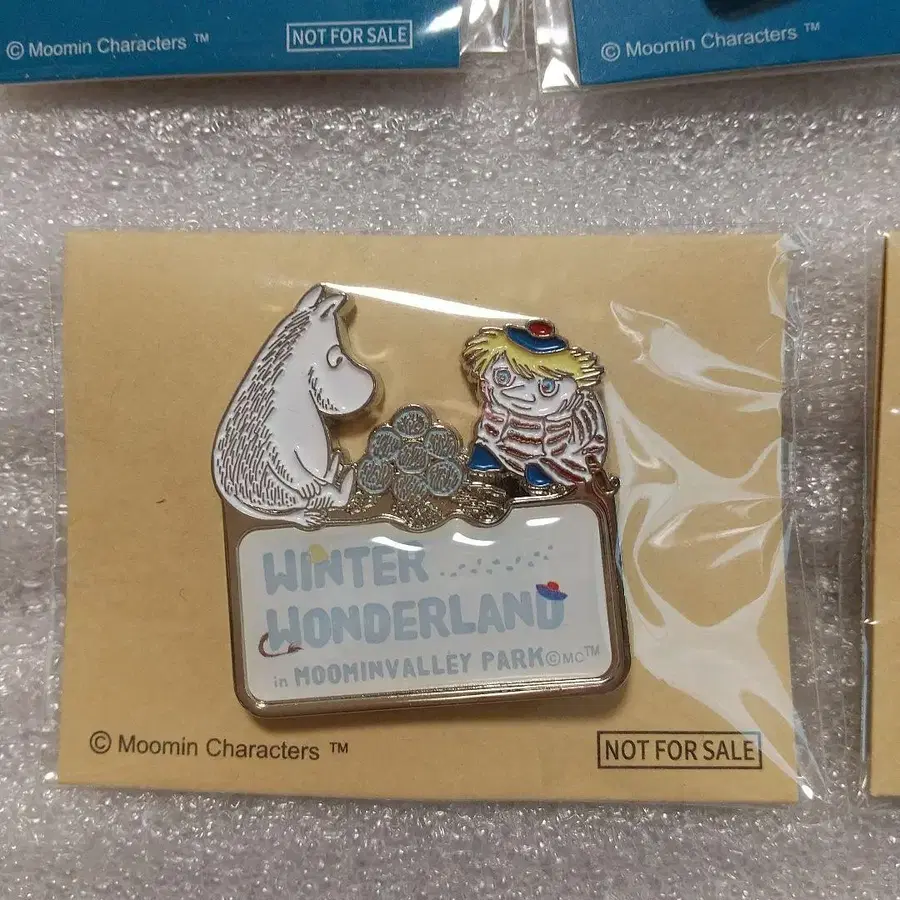 © Moomin Characters ™
NOT FOR SALE
© Moomin Characters ™
WINTER
WONDERLAND
in MOOMINVALLEY PARK ©MC™
© Moomin Characters ™
NOT FOR SALE